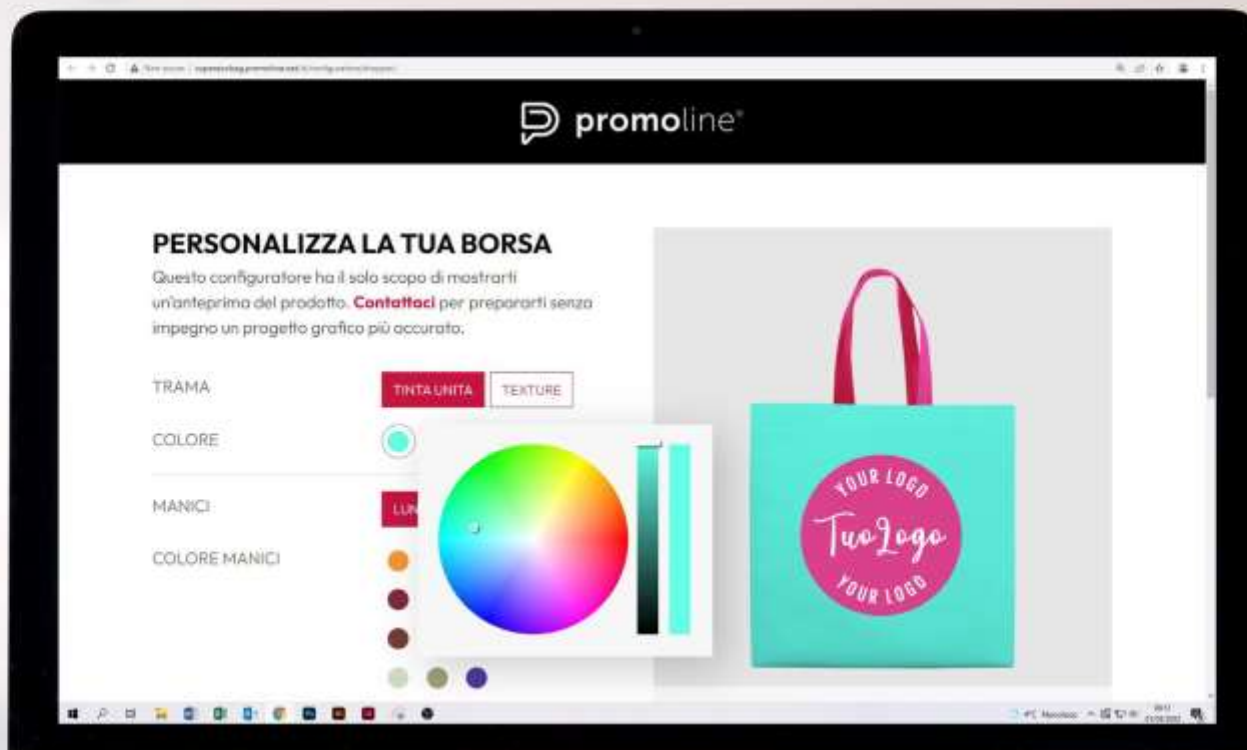 promoline®
PERSONALIZZA LA TUA BORSA
Questo configuratore ha il solo scopo di mostrarti
un'anteprima del prodotto. Contattaci per prepararti senza
impegno un progetto grafico più accurato.
TRAMA
TINTA UNITA
TEXTURE
COLORE
MANICI
LUN
COLORE MANICI
YOUR LOGO
TuoLogo
YOUR LOGO